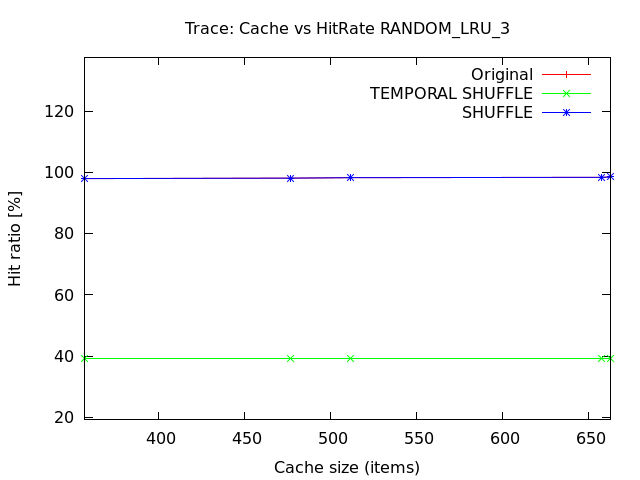 Trace: Cache vs HitRate RANDOM_LRU_3
Original
TEMPORAL SHUFFLE
SHUFFLE
120
100
80
60
40
20
Hit ratio [%]
400 450 500 550 600 650
Cache size (items)